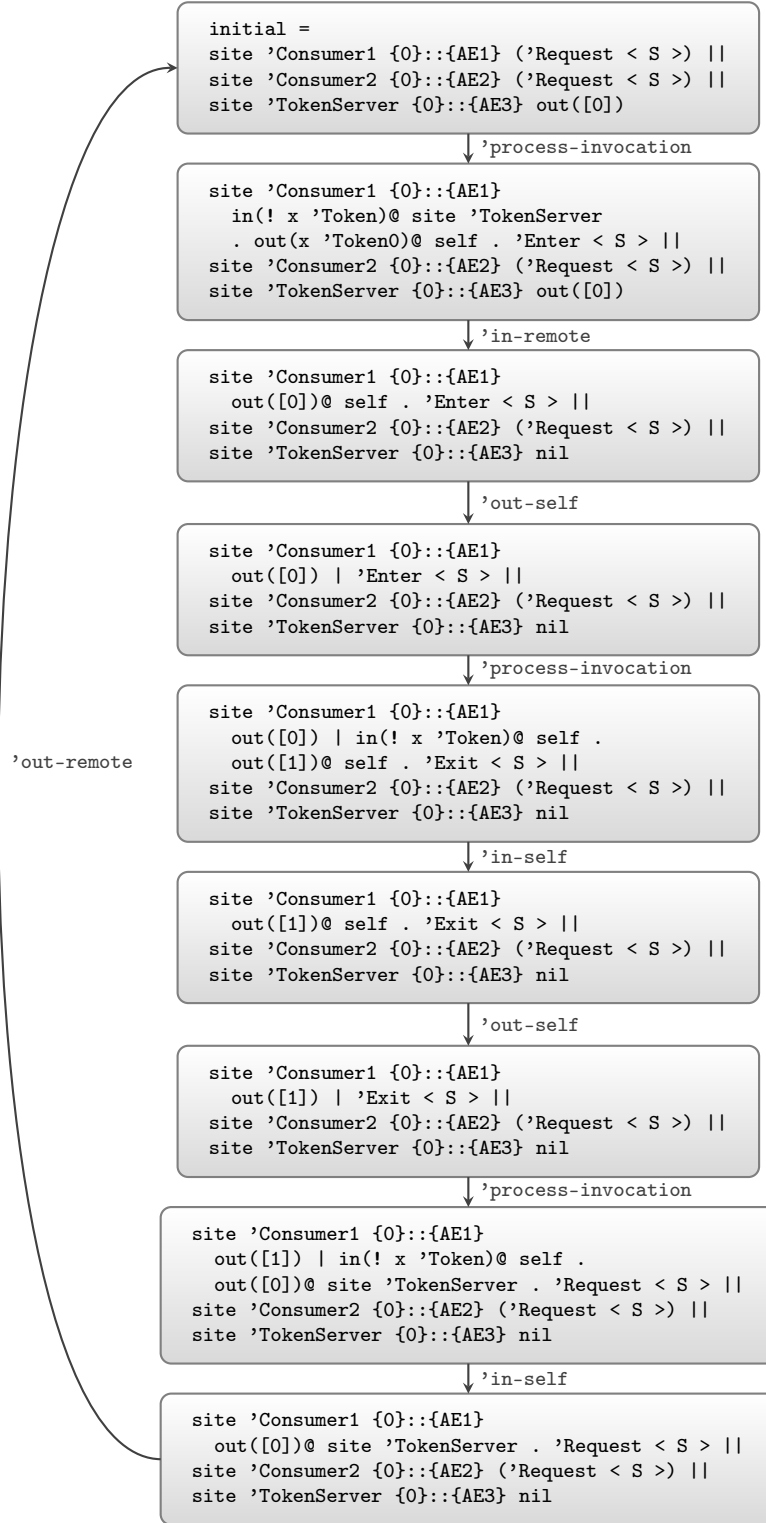 initial =
site 'Consumer1 {0}::{AE1} ('Request < S >) ||
site 'Consumer2 {0}::{AE2} ('Request < S >) ||
site 'TokenServer {0}::{AE3} out([0])
'process-invocation
site 'Consumer1 {0}::{AE1}
in(! x 'Token)@ site 'TokenServer
. out(x 'Token0)@ self . 'Enter < S > ||
site 'Consumer2 {0}::{AE2} ('Request < S >) ||
site 'TokenServer {0}::{AE3} out([0])
'in-remote
site 'Consumer1 {0}::{AE1}
out([0])@ self . 'Enter < S > ||
site 'Consumer2 {0}::{AE2} ('Request < S >) ||
site 'TokenServer {0}::{AE3} nil
'out-self
site 'Consumer1 {0}::{AE1}
out([0]) | 'Enter < S > ||
site 'Consumer2 {0}::{AE2} ('Request < S >) ||
site 'TokenServer {0}::{AE3} nil
'process-invocation
site 'Consumer1 {0}::{AE1}
out([0]) | in(! x 'Token)@ self .
out([1])@ self . 'Exit < S > ||
site 'Consumer2 {0}::{AE2} ('Request < S >) ||
site 'TokenServer {0}::{AE3} nil
'out-remote
'in-self
site 'Consumer1 {0}::{AE1}
out([1])@ self . 'Exit < S > ||
site 'Consumer2 {0}::{AE2} ('Request < S >) ||
site 'TokenServer {0}::{AE3} nil
'out-self
site 'Consumer1 {0}::{AE1}
out([1]) | 'Exit < S > ||
site 'Consumer2 {0}::{AE2} ('Request < S >) ||
site 'TokenServer {0}::{AE3} nil
'process-invocation
site 'Consumer1 {0}::{AE1}
out([1]) | in(! x 'Token)@ self .
out([0])@ site 'TokenServer . 'Request < S > ||
site 'Consumer2 {0}::{AE2} ('Request < S >) ||
site 'TokenServer {0}::{AE3} nil
'in-self
site 'Consumer1 {0}::{AE1}
out([0])@ site 'TokenServer . 'Request < S > ||
site 'Consumer2 {0}::{AE2} ('Request < S >) ||
site 'TokenServer {0}::{AE3} nil